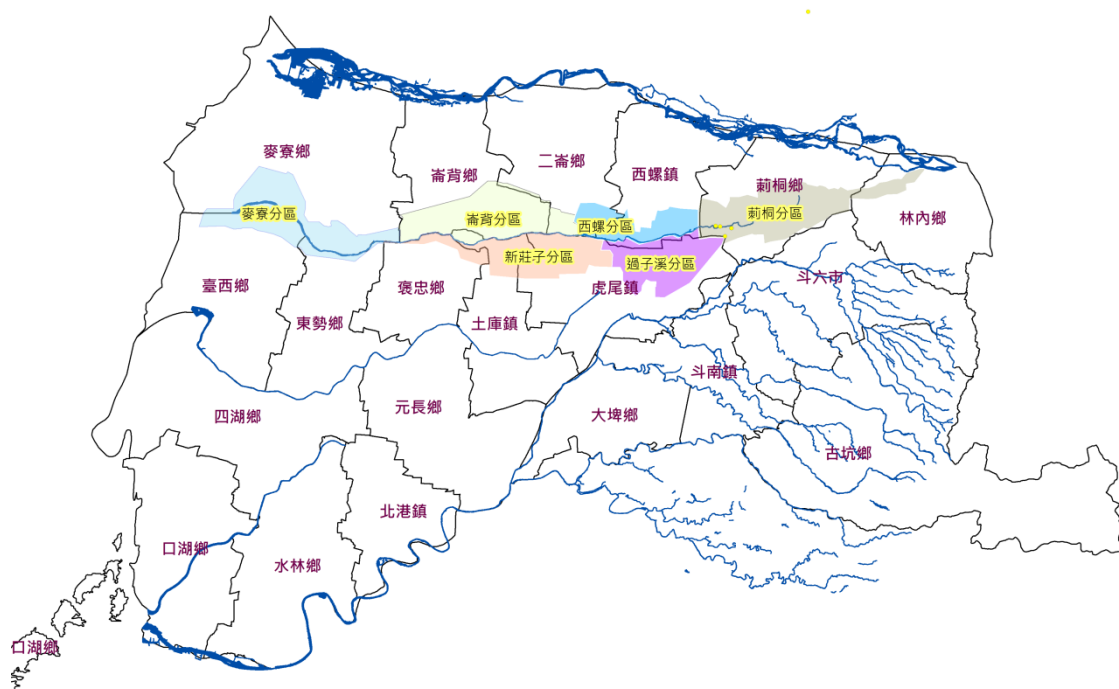 麥寮鄉
崙背鄉
二崙鄉
西螺鎮
莿桐鄉
林內鄉
麥寮分區
崙背分區
西螺分區
莿桐分區
新莊子分區
過子溪分區
臺西鄉
東勢鄉
褒忠鄉
土庫鎮
虎尾鎮
斗六市
斗南鎮
四湖鄉
元長鄉
大埤鄉
古坑鄉
北港鎮
口湖鄉
水林鄉
口湖鄉